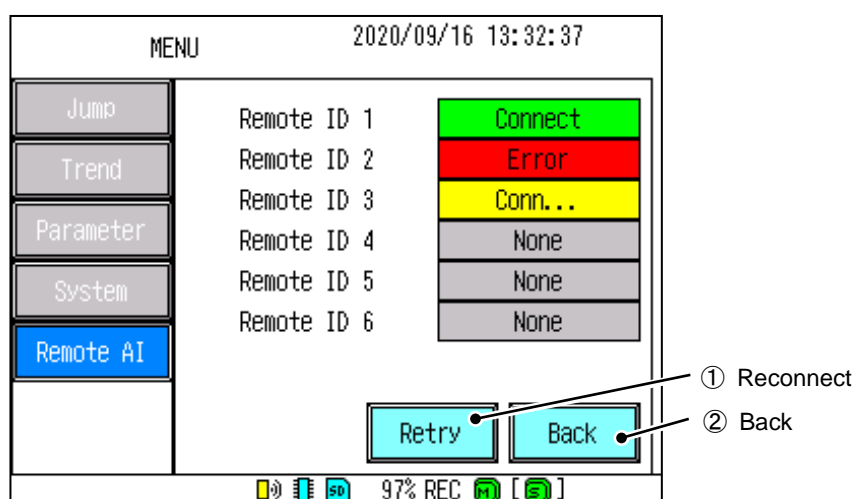 MENU 2020/09/16 13:32:37
Jump
Trend
Parameter
System
Remote AI
Remote ID 1 Connect
Remote ID 2 Error
Remote ID 3 Conn...
Remote ID 4 None
Remote ID 5 None
Remote ID 6 None
Retry Back
① Reconnect
② Back
SD 97% REC M [S]